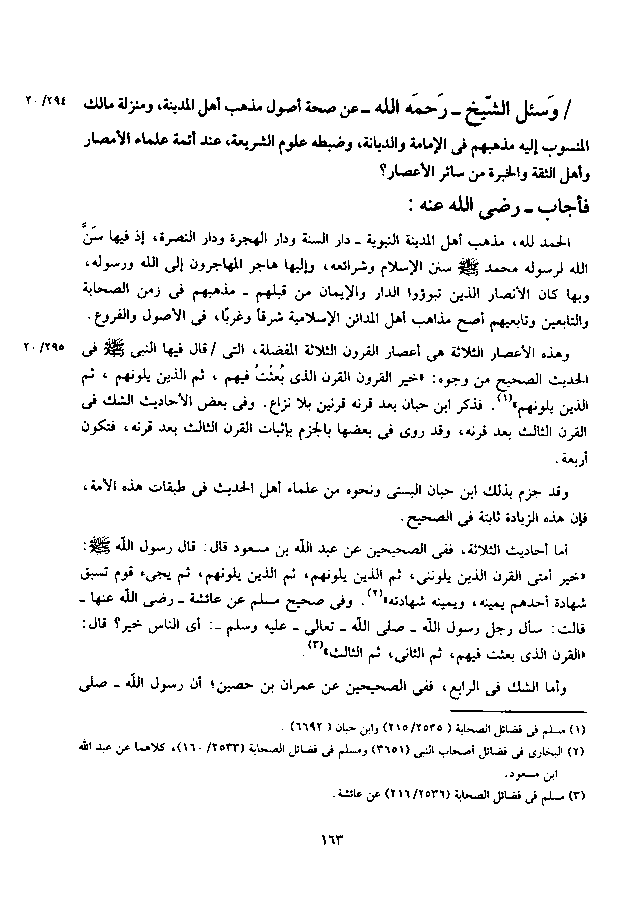 ٢٠/٢٩٤
/ وَسئل الشّيخ ـ رَحمَه الله ـ عن صحة أصول مذهب أهل المدينة، ومنزلة مالك
المنسوب إليه مذهبهم فى الإمامة والديانة، وضبطه علوم الشريعة، عند أئمة علماء الأمصار
وأهل الثقة والخبرة من سائر الأعصار؟
فأجاب ـ رضى الله عنه :
الحمد لله، مذهب أهل المدينة النبوية ـ دار السنة ودار الهجرة ودار النصرة، إذ فيها سَنَّ
الله لرسوله محمد ﷺ سنن الإسلام وشرائعه، وإليها هاجر المهاجرون إلى الله ورسوله،
وبها كان الأنصار الذين تبوؤوا الدار والإيمان من قبلهم ـ مذهبهم فى زمن الصحابة
والتابعين وتابعيهم أصح مذاهب أهل المدائن الإسلامية شرقاً وغربًا، فى الأصول والفروع.
٢٠/٢٩٥
وهذه الأعصار الثلاثة هى أعصار القرون الثلاثة المفضلة، التى / قال فيها النبى ﷺ فى
الحديث الصحيح من وجوه: «خير القرون القرن الذى بُعثْتُ فيهم ، ثم الذين يلونهم ، ثم
الذين يلونهم»(١). فذكر ابن حبان بعد قرنه قرنين بلا نزاع. وفى بعض الأحاديث الشك فى
القرن الثالث بعد قرنه، وقد روى فى بعضها بالجزم بإثبات القرن الثالث بعد قرنه، فتكون
أربعة.
وقد جزم بذلك ابن حبان البستى ونحوه من علماء أهل الحديث فى طبقات هذه الأمة،
فإن هذه الزيادة ثابتة فى الصحيح.
أما أحاديث الثلاثة، ففى الصحيحين عن عبد الله بن مسعود قال: قال رسول الله ﷺ:
«خير أمتى القرن الذين يلوننى، ثم الذين يلونهم، ثم الذين يلونهم، ثم يجىء قوم تسبق
شهادة أحدهم يمينه، ويمينه شهادته»(٢). وفى صحيح مسلم عن عائشة ـ رضى الله عنها ـ
قالت: سأل رجل رسول الله ـ صلى الله ـ تعالى ـ عليه وسلم ـ: أى الناس خير؟ قال:
«القرن الذى بعثت فيهم، ثم الثانى، ثم الثالث»(٣).
وأما الشك فى الرابع، ففى الصحيحين عن عمران بن حصين؛ أن رسول الله ـ صلى
(١) مسلم فى فضائل الصحابة ( ٢١٥/٢٥٣٥) وابن حبان ( ٦٦٩٢) .
(٢) البخارى فى فضائل أصحاب النبى (٣٦٥١) ومسلم فى فضائل الصحابة (١٦٠/٢٥٣٣)، كلاهما عن عبد الله
ابن مسعود.
(٣) مسلم فى فضائل الصحابة (٢١٦/٢٥٣٦) عن عائشة.
١٦٣